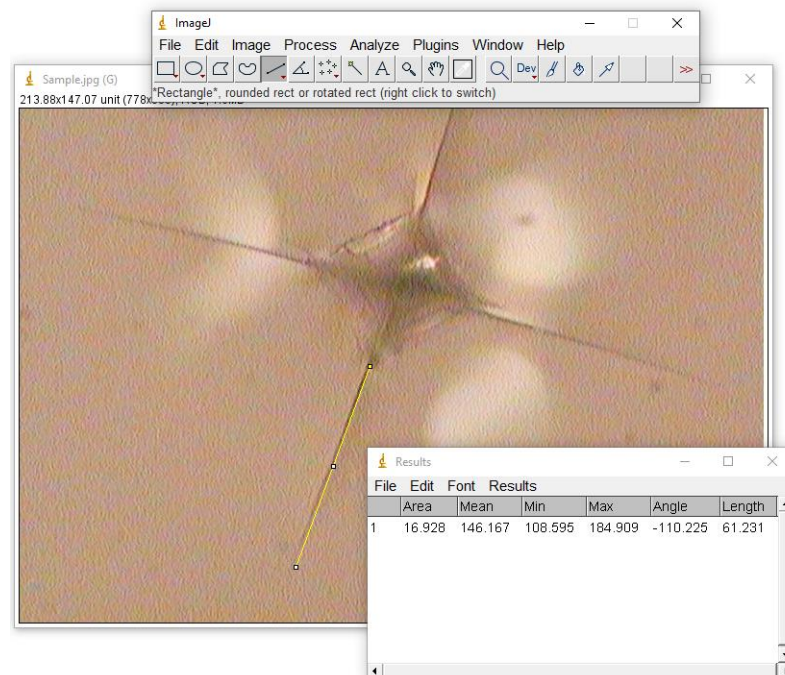 ImageJ
File Edit Image Process Analyze Plugins Window Help
A Dev >>
*Rectangle*, rounded rect or rotated rect (right click to switch)
Sample.jpg (G)
213.88x147.07 unit (778x
Results
File Edit Font Results
Area Mean Min Max Angle Length
1 16.928 146.167 108.595 184.909 -110.225 61.231